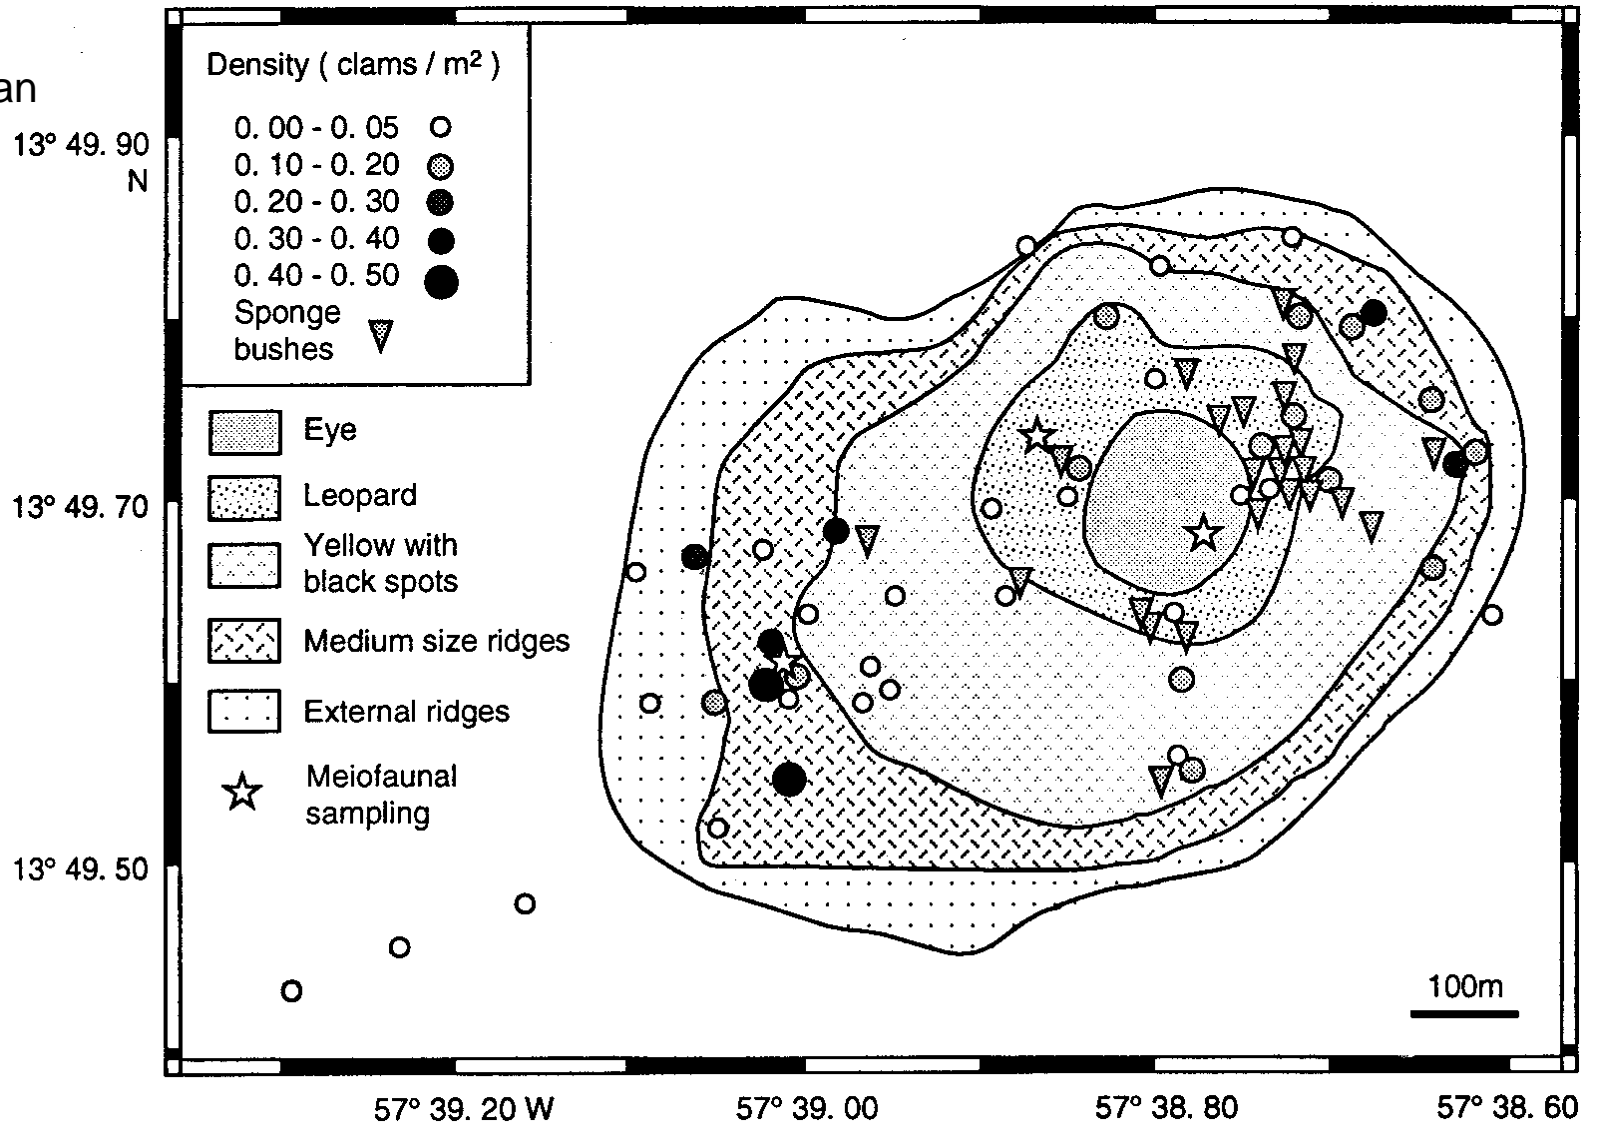 an
Density ( clams / m² )
0. 00 - 0. 05
0. 10 - 0. 20
0. 20 - 0. 30
0. 30 - 0. 40
0. 40 - 0. 50
Sponge
bushes
Eye
Leopard
Yellow with
black spots
Medium size ridges
External ridges
Meiofaunal
sampling
13° 49. 90
N
13° 49. 70
13° 49. 50
100m
57° 39. 20 W
57° 39. 00
57° 38. 80
57° 38. 60